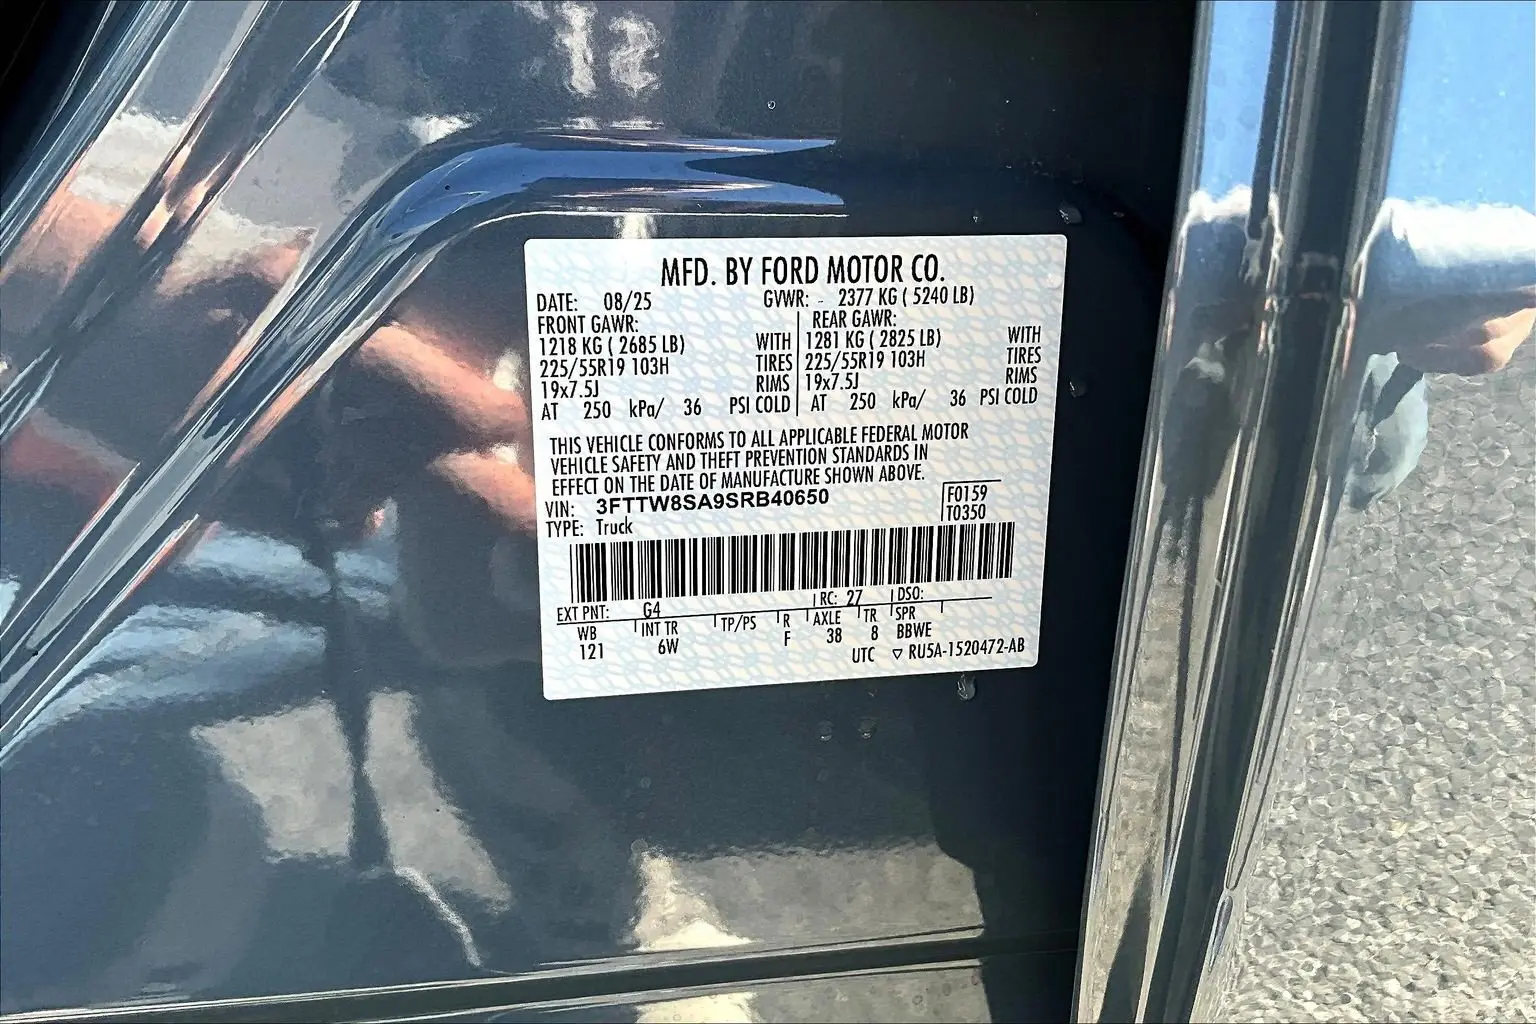 MFD. BY FORD MOTOR CO.
DATE: 08/25 GVWR: - 2377 KG ( 5240 LB)
FRONT GAWR: REAR GAWR:
1218 KG ( 2685 LB) WITH 1281 KG ( 2825 LB) WITH
225/55R19 103H TIRES 225/55R19 103H TIRES
19x7.5J RIMS 19x7.5J RIMS
AT 250 kPa/ 36 PSI COLD AT 250 kPa/ 36 PSI COLD
THIS VEHICLE CONFORMS TO ALL APPLICABLE FEDERAL MOTOR
VEHICLE SAFETY AND THEFT PREVENTION STANDARDS IN
EFFECT ON THE DATE OF MANUFACTURE SHOWN ABOVE.
VIN: 3FTTW8SA9SRB40650 F0159
TYPE: Truck T0350
EXT PNT: G4 RC: 27 DSO:
WB INT TR TP/PS R AXLE TR SPR
121 6W F 38 8 BBWE
UTC ▽ RU5A-1520472-AB